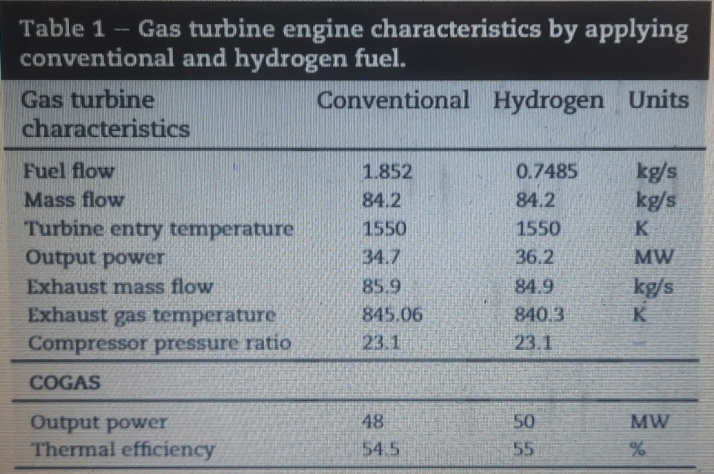 Table 1 – Gas turbine engine characteristics by applying
conventional and hydrogen fuel.
Gas turbine Conventional Hydrogen Units
characteristics
Fuel flow 1.852 0.7485 kg/s
Mass flow 84.2 84.2 kg/s
Turbine entry temperature 1550 1550 K
Output power 34.7 36.2 MW
Exhaust mass flow 85.9 84.9 kg/s
Exhaust gas temperature 845.06 840.3 K
Compressor pressure ratio 23.1 23.1 –
COGAS
Output power 48 50 MW
Thermal efficiency 54.5 55 %